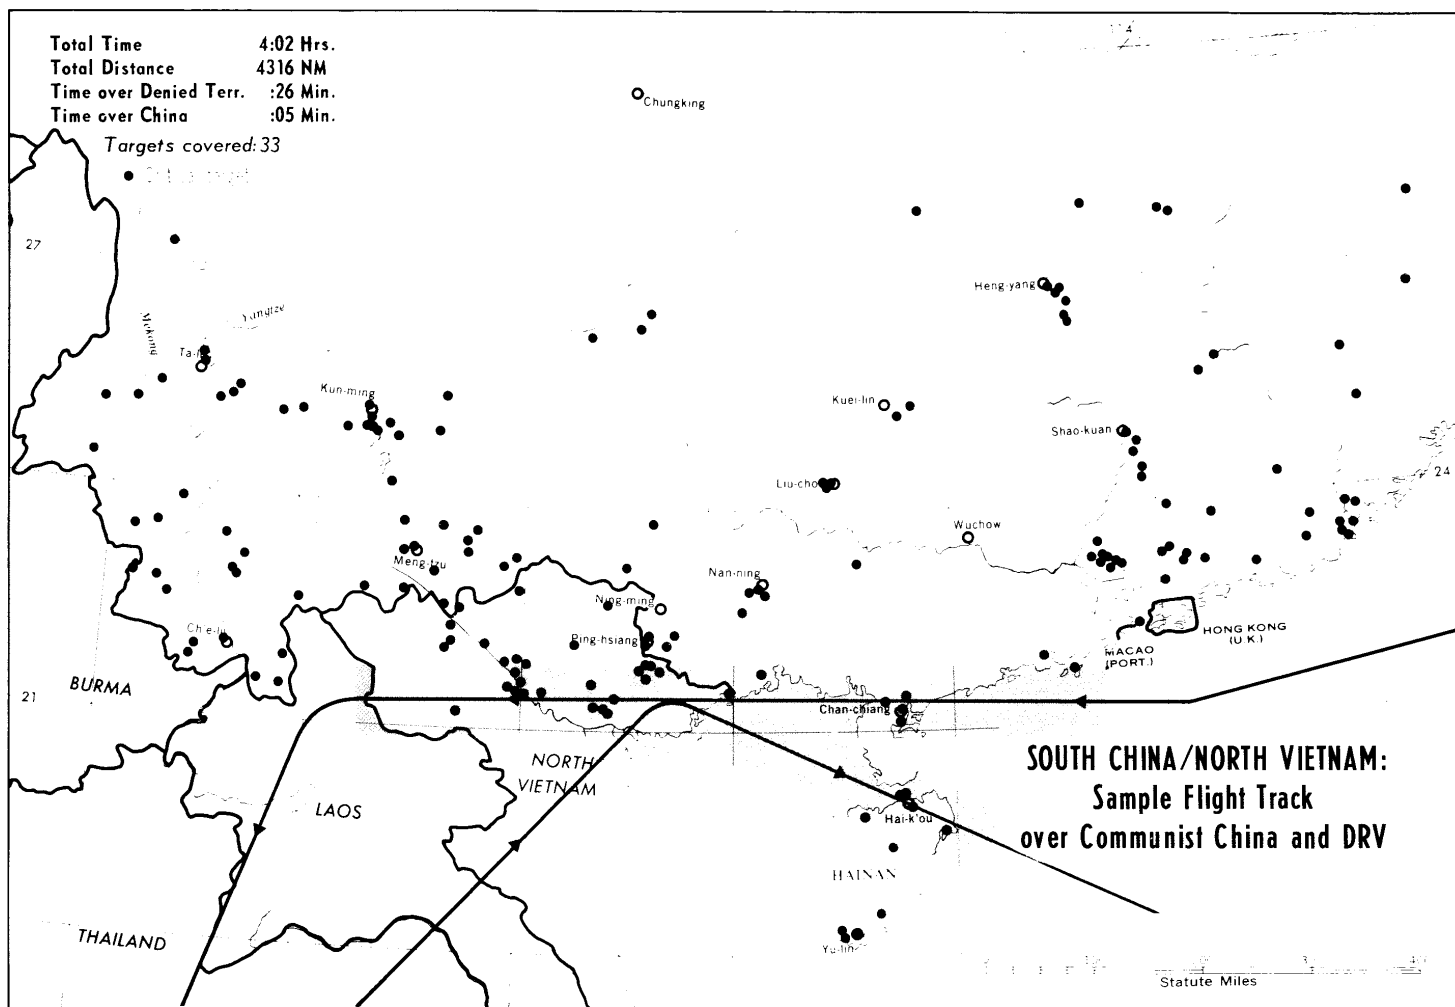 Total Time 4:02 Hrs.
Total Distance 4316 NM
Time over Denied Terr. :26 Min.
Time over China :05 Min.
Targets covered: 33
Chungking
27
Yangtze
Mekong
Heng-yang
Kun-ming
Kuei-lin
Shao-kuan
24
Liu-cho
Wuchow
Meng-tzu
Nan-ning
Ning-ming
Ping-hsiang
HONG KONG
(U.K.)
MACAO
(PORT.)
BURMA
21
Chan-chiang
SOUTH CHINA/NORTH VIETNAM:
Sample Flight Track
over Communist China and DRV
NORTH
VIETNAM
LAOS
Hai-k'ou
HAINAN
THAILAND
Yu-lin
Statute Miles